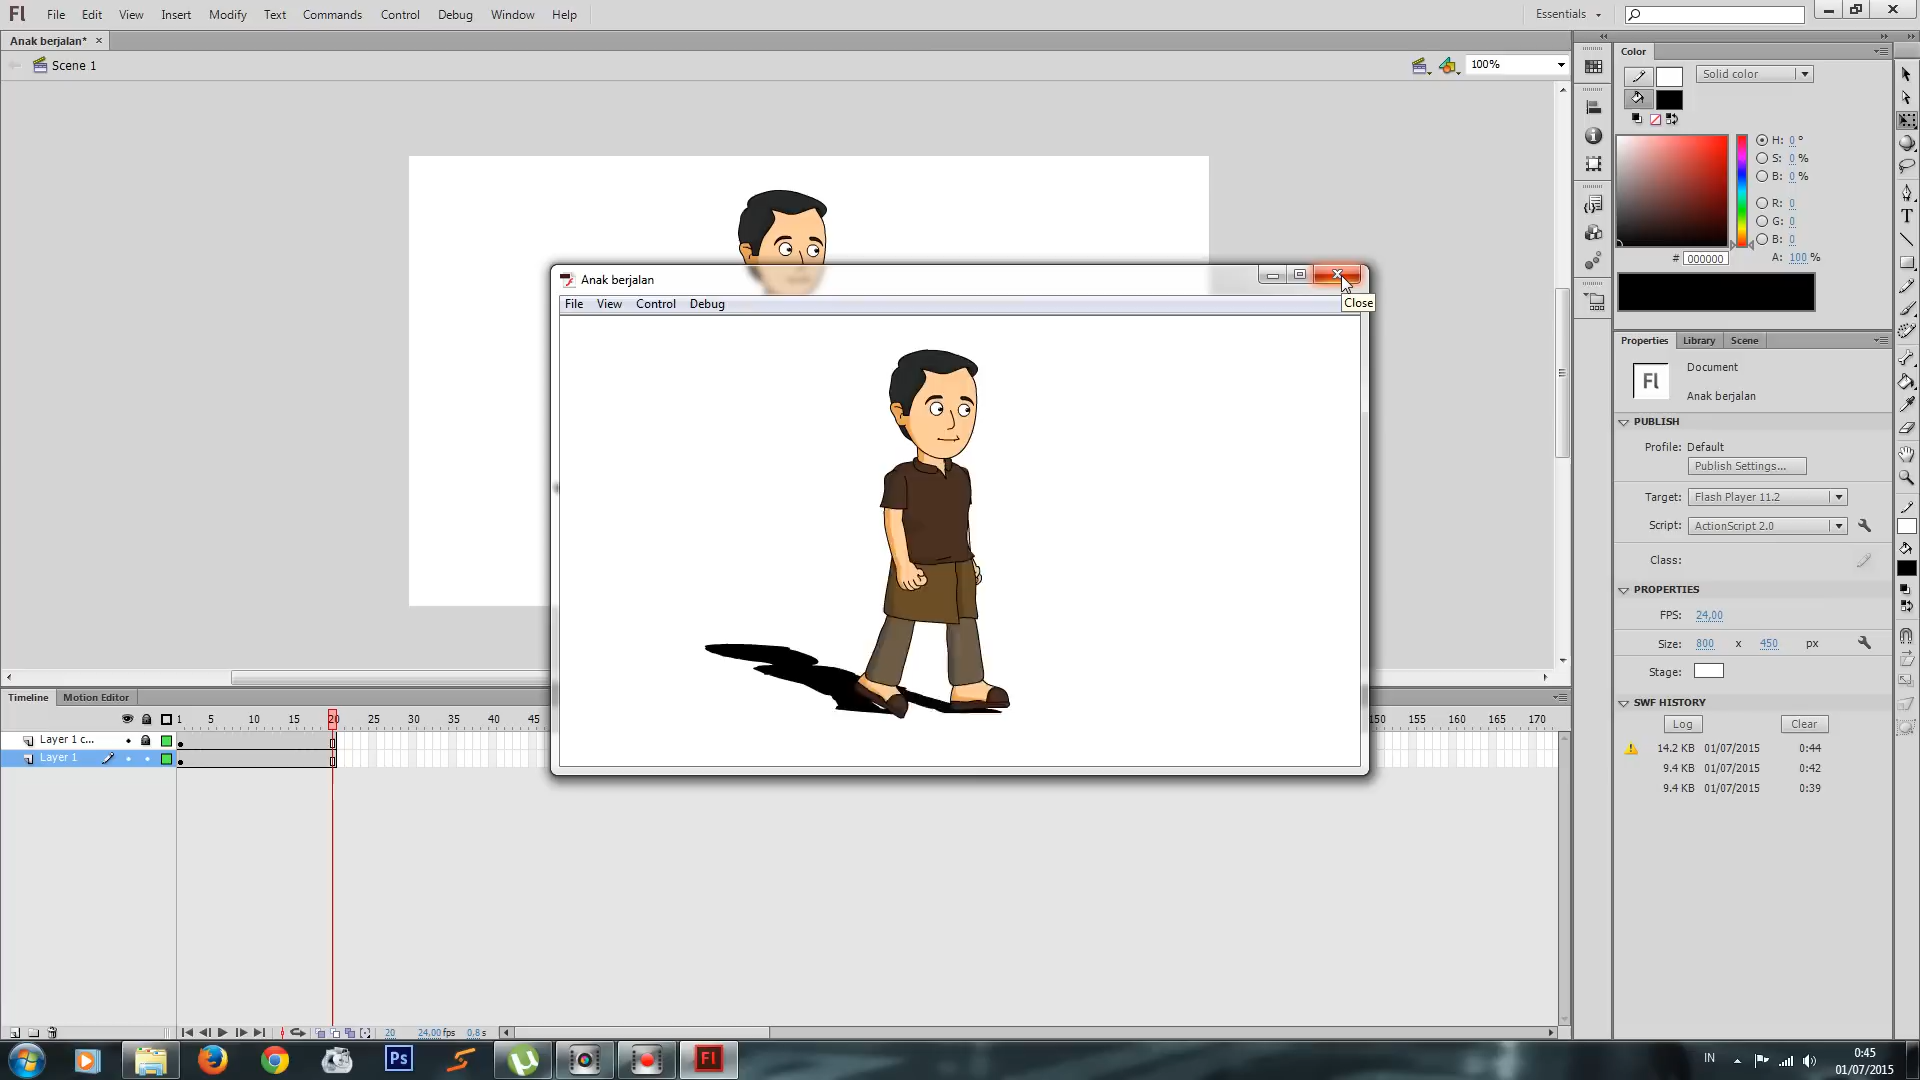 Fl File Edit View Insert Modify Text Commands Control Debug Window Help Essentials
Anak berjalan* ×
Scene 1 100%
Color
Solid color
H: 0 °
S: 0 %
B: 0 %
R: 0
G: 0
B: 0
# 000000 A: 100 %
Anak berjalan
File View Control Debug
Close
Properties Library Scene
Fl Document
Anak berjalan
PUBLISH
Profile: Default
Publish Settings...
Target: Flash Player 11.2
Script: ActionScript 2.0
Class:
PROPERTIES
FPS: 24,00
Size: 800 x 450 px
Stage:
SWF HISTORY
Log Clear
14.2 KB 01/07/2015 0:44
9.4 KB 01/07/2015 0:42
9.4 KB 01/07/2015 0:39
Timeline Motion Editor
1 5 10 15 20 25 30 35 40 45 150 155 160 165 170
Layer 1 c...
Layer 1
20 24,00 fps 0,8 s
Ps Fl IN 0:45
01/07/2015